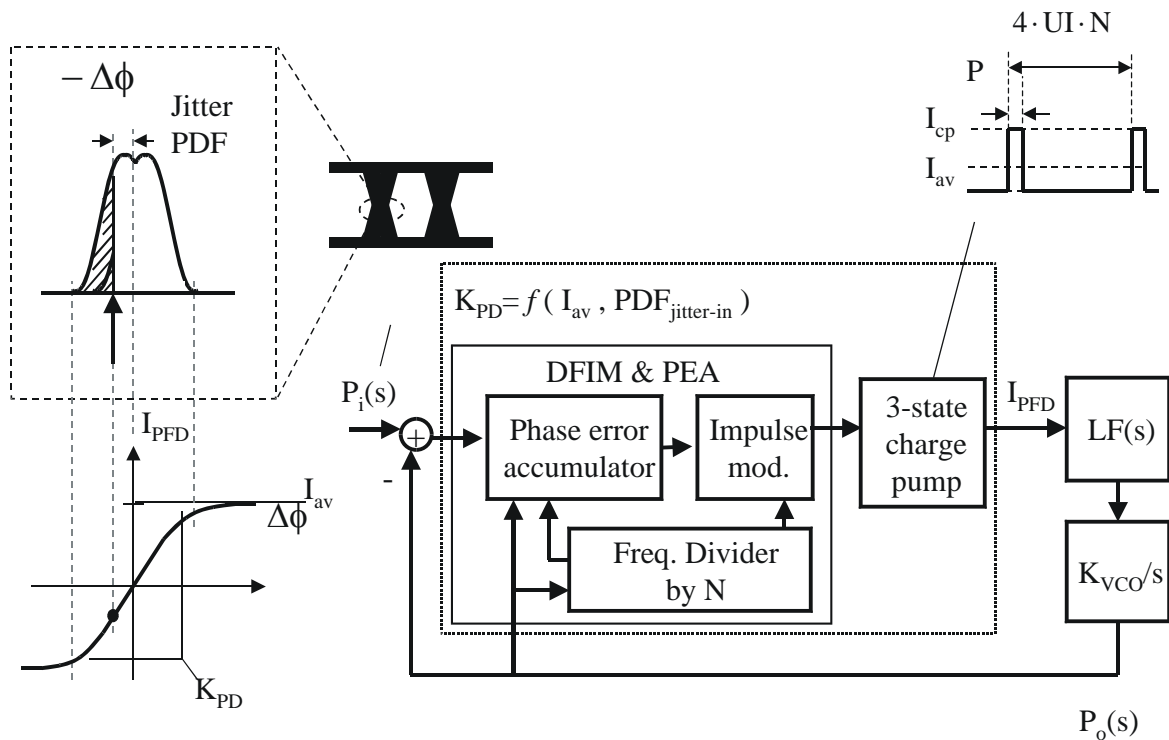 4·UI·N
P
I_cp
I_av
− Δϕ
Jitter
PDF
K_PD=f ( I_av , PDF_jitter-in )
DFIM & PEA
P_i(s)
+
-
Phase error
accumulator
Impulse
mod.
3-state
charge
pump
I_PFD
LF(s)
Freq. Divider
by N
K_VCO/s
P_o(s)
I_PFD
I_av
Δϕ
K_PD